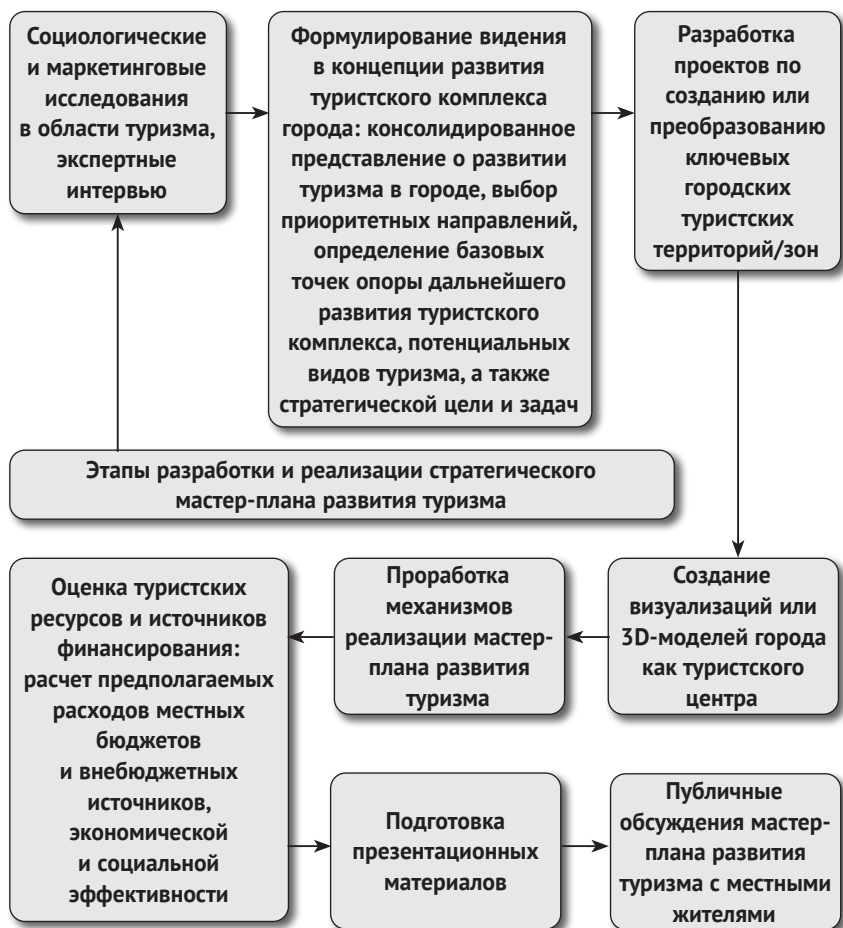 Социологические
и маркетинговые
исследования
в области туризма,
экспертные
интервью
Формулирование видения
в концепции развития
туристского комплекса
города: консолидированное
представление о развитии
туризма в городе, выбор
приоритетных направлений,
определение базовых
точек опоры дальнейшего
развития туристского
комплекса, потенциальных
видов туризма, а также
стратегической цели и задач
Разработка
проектов по
созданию или
преобразованию
ключевых
городских
туристских
территорий/зон
Этапы разработки и реализации стратегического
мастер-плана развития туризма
Создание
визуализаций или
3D-моделей города
как туристского
центра
Проработка
механизмов
реализации мастер-
плана развития
туризма
Оценка туристских
ресурсов и источников
финансирования:
расчет предполагаемых
расходов местных
бюджетов
и внебюджетных
источников,
экономической
и социальной
эффективности
Подготовка
презентационных
материалов
Публичные
обсуждения мастер-
плана развития
туризма с местными
жителями